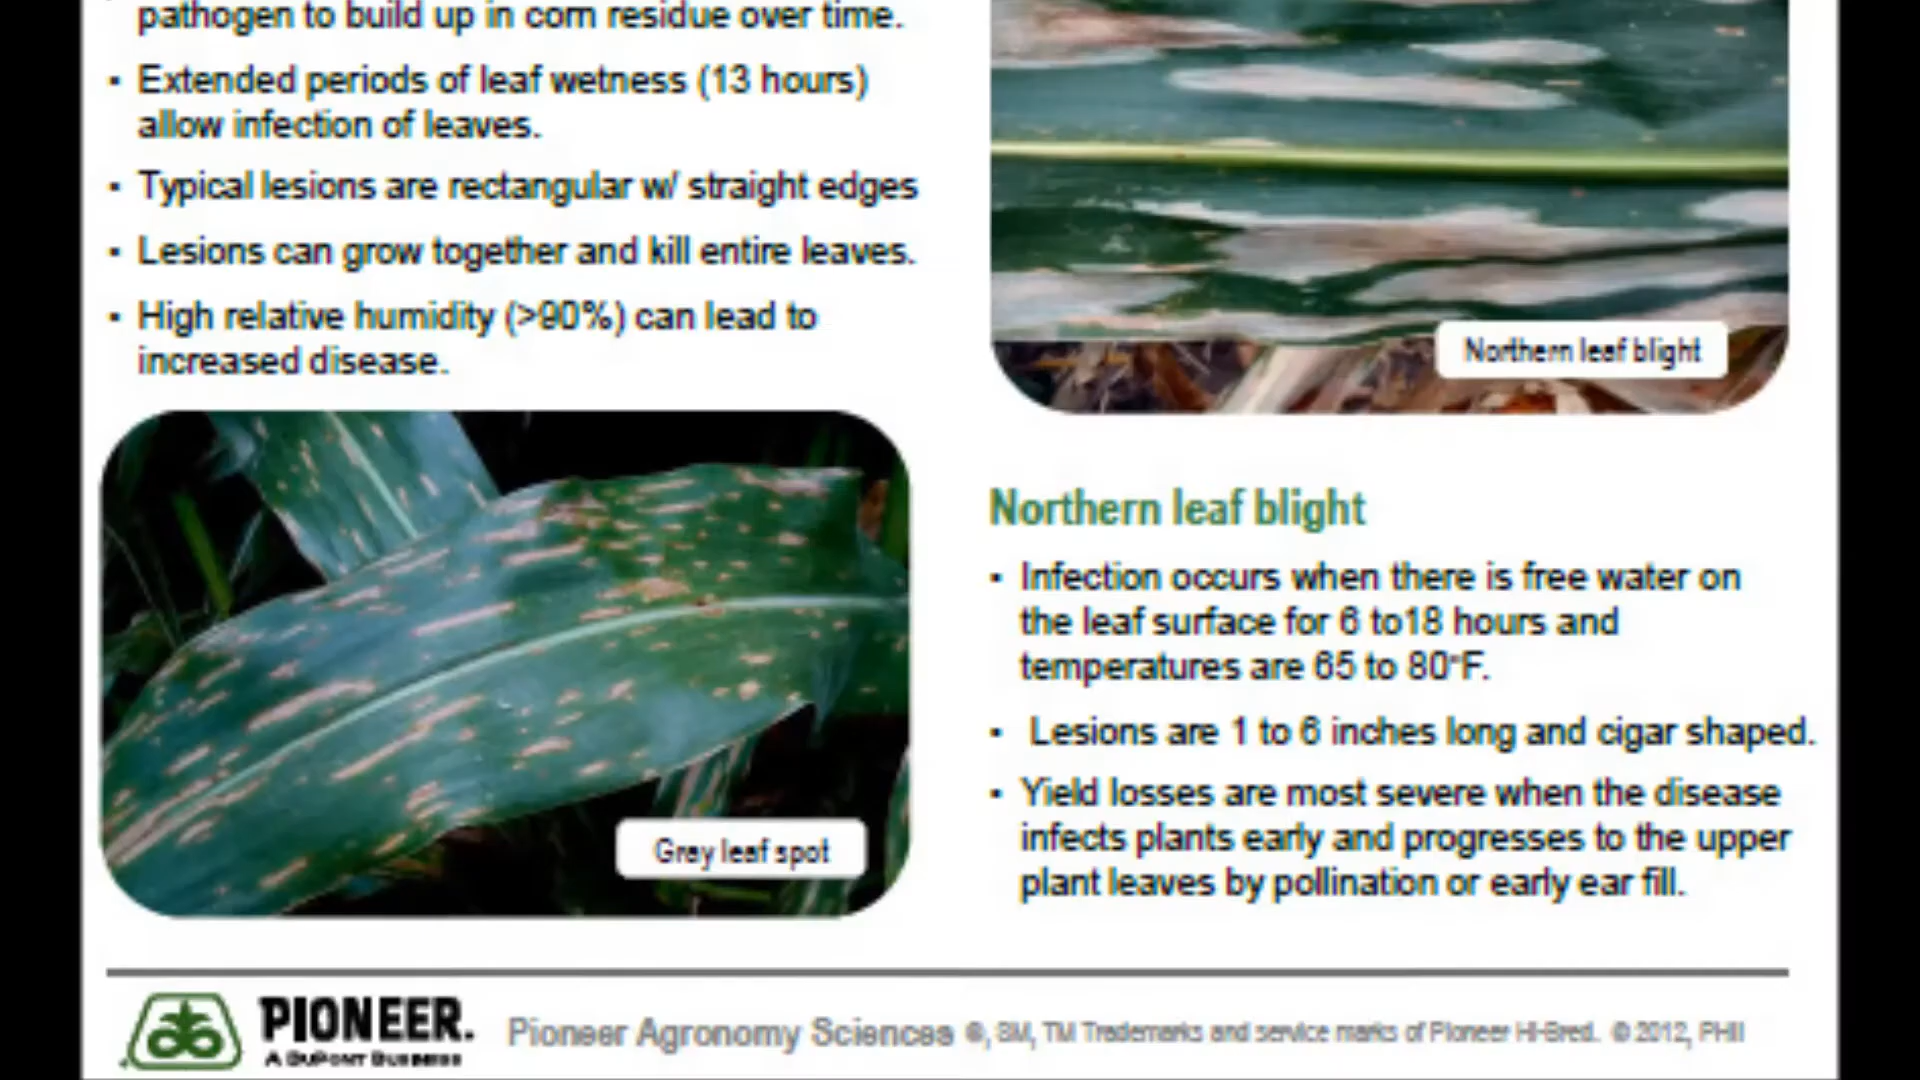 pathogen to build up in corn residue over time.
▪ Extended periods of leaf wetness (13 hours)
allow infection of leaves.
▪ Typical lesions are rectangular w/ straight edges
▪ Lesions can grow together and kill entire leaves.
▪ High relative humidity (>90%) can lead to
increased disease.
Gray leaf spot
Northern leaf blight
Northern leaf blight
▪ Infection occurs when there is free water on
the leaf surface for 6 to18 hours and
temperatures are 65 to 80°F.
▪ Lesions are 1 to 6 inches long and cigar shaped.
▪ Yield losses are most severe when the disease
infects plants early and progresses to the upper
plant leaves by pollination or early ear fill.
PIONEER.
A DUPONT BUSINESS
Pioneer Agronomy Sciences ®, SM, TM Trademarks and service marks of Pioneer Hi-Bred. © 2012, PHII